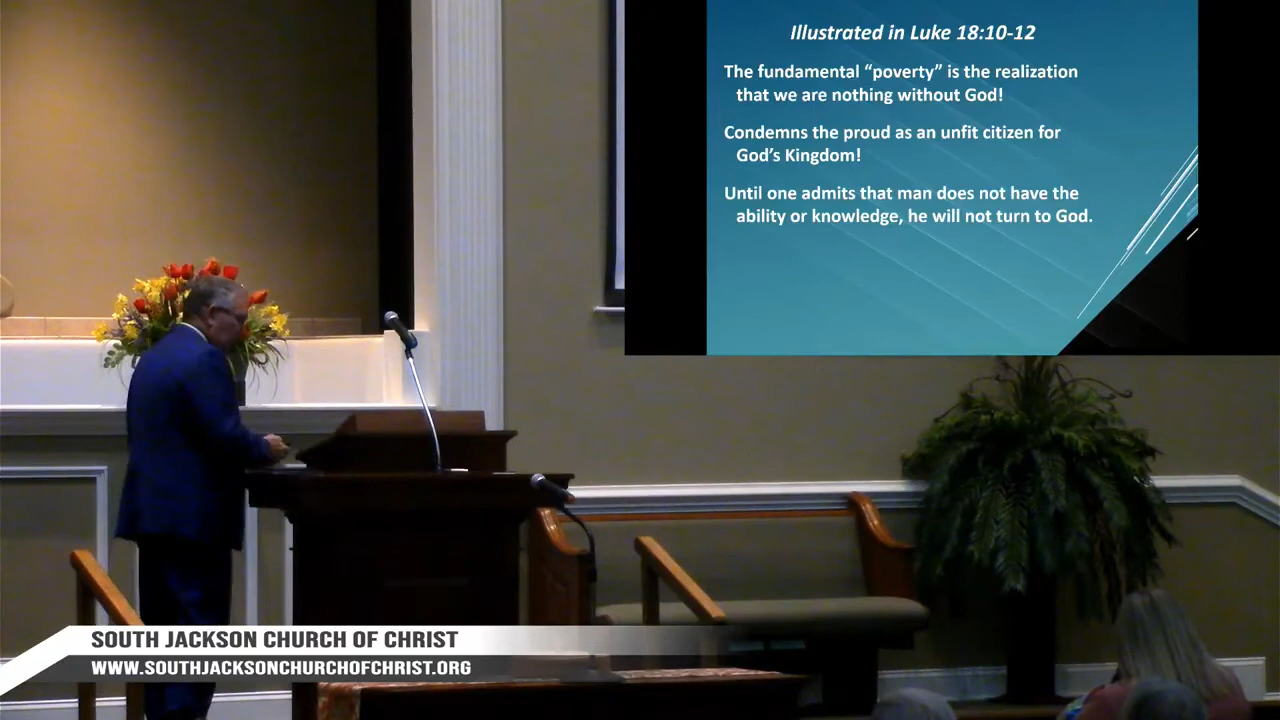 Illustrated in Luke 18:10-12
The fundamental “poverty” is the realization
that we are nothing without God!
Condemns the proud as an unfit citizen for
God’s Kingdom!
Until one admits that man does not have the
ability or knowledge, he will not turn to God.
SOUTH JACKSON CHURCH OF CHRIST
WWW.SOUTHJACKSONCHURCHOFCHRIST.ORG